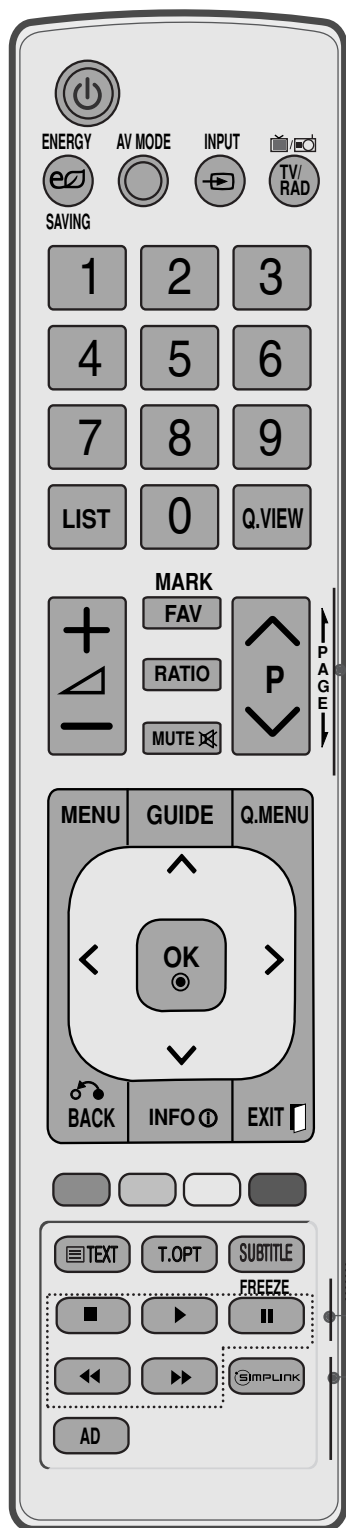 ENERGY AV MODE INPUT
TV/
RAD
SAVING
1 2 3
4 5 6
7 8 9
LIST 0 Q.VIEW
MARK
FAV
RATIO P PAGE
MUTE
MENU GUIDE Q.MENU
OK
BACK INFO EXIT
TEXT T.OPT SUBTITLE
FREEZE
SIMPLINK
AD